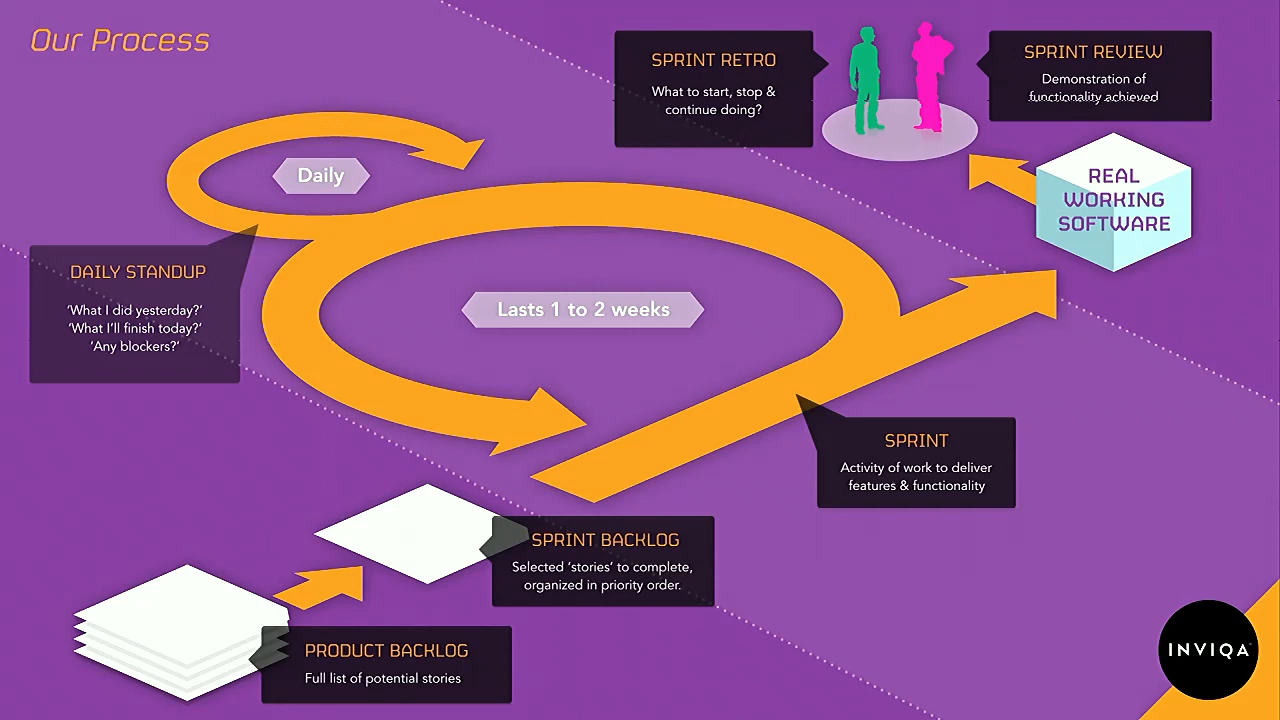 Our Process
SPRINT RETRO
What to start, stop &
continue doing?
SPRINT REVIEW
Demonstration of
functionality achieved
REAL
WORKING
SOFTWARE
Daily
DAILY STANDUP
‘What I did yesterday?’
‘What I’ll finish today?’
‘Any blockers?’
Lasts 1 to 2 weeks
SPRINT
Activity of work to deliver
features & functionality
SPRINT BACKLOG
Selected ‘stories’ to complete,
organized in priority order.
PRODUCT BACKLOG
Full list of potential stories
INVIQA